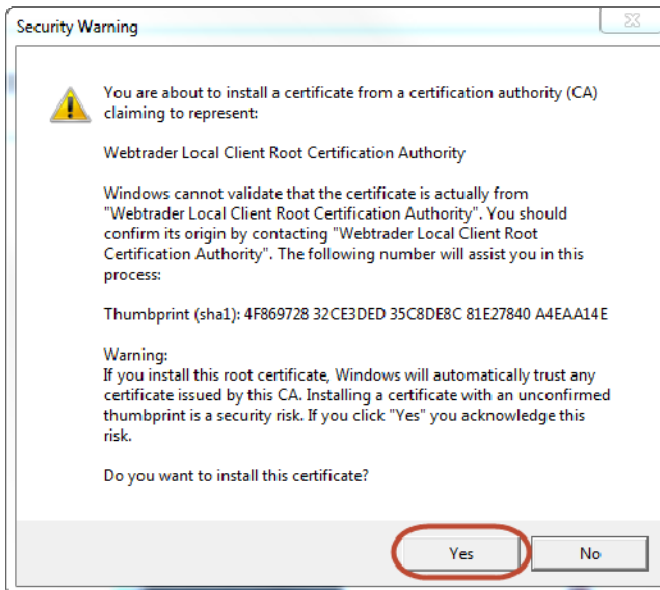 Security Warning
You are about to install a certificate from a certification authority (CA)
claiming to represent:
Webtrader Local Client Root Certification Authority
Windows cannot validate that the certificate is actually from
"Webtrader Local Client Root Certification Authority". You should
confirm its origin by contacting "Webtrader Local Client Root
Certification Authority". The following number will assist you in this
process:
Thumbprint (sha1): 4F869728 32CE3DED 35C8DE8C 81E27840 A4EAA14E
Warning:
If you install this root certificate, Windows will automatically trust any
certificate issued by this CA. Installing a certificate with an unconfirmed
thumbprint is a security risk. If you click "Yes" you acknowledge this
risk.
Do you want to install this certificate?
Yes
No